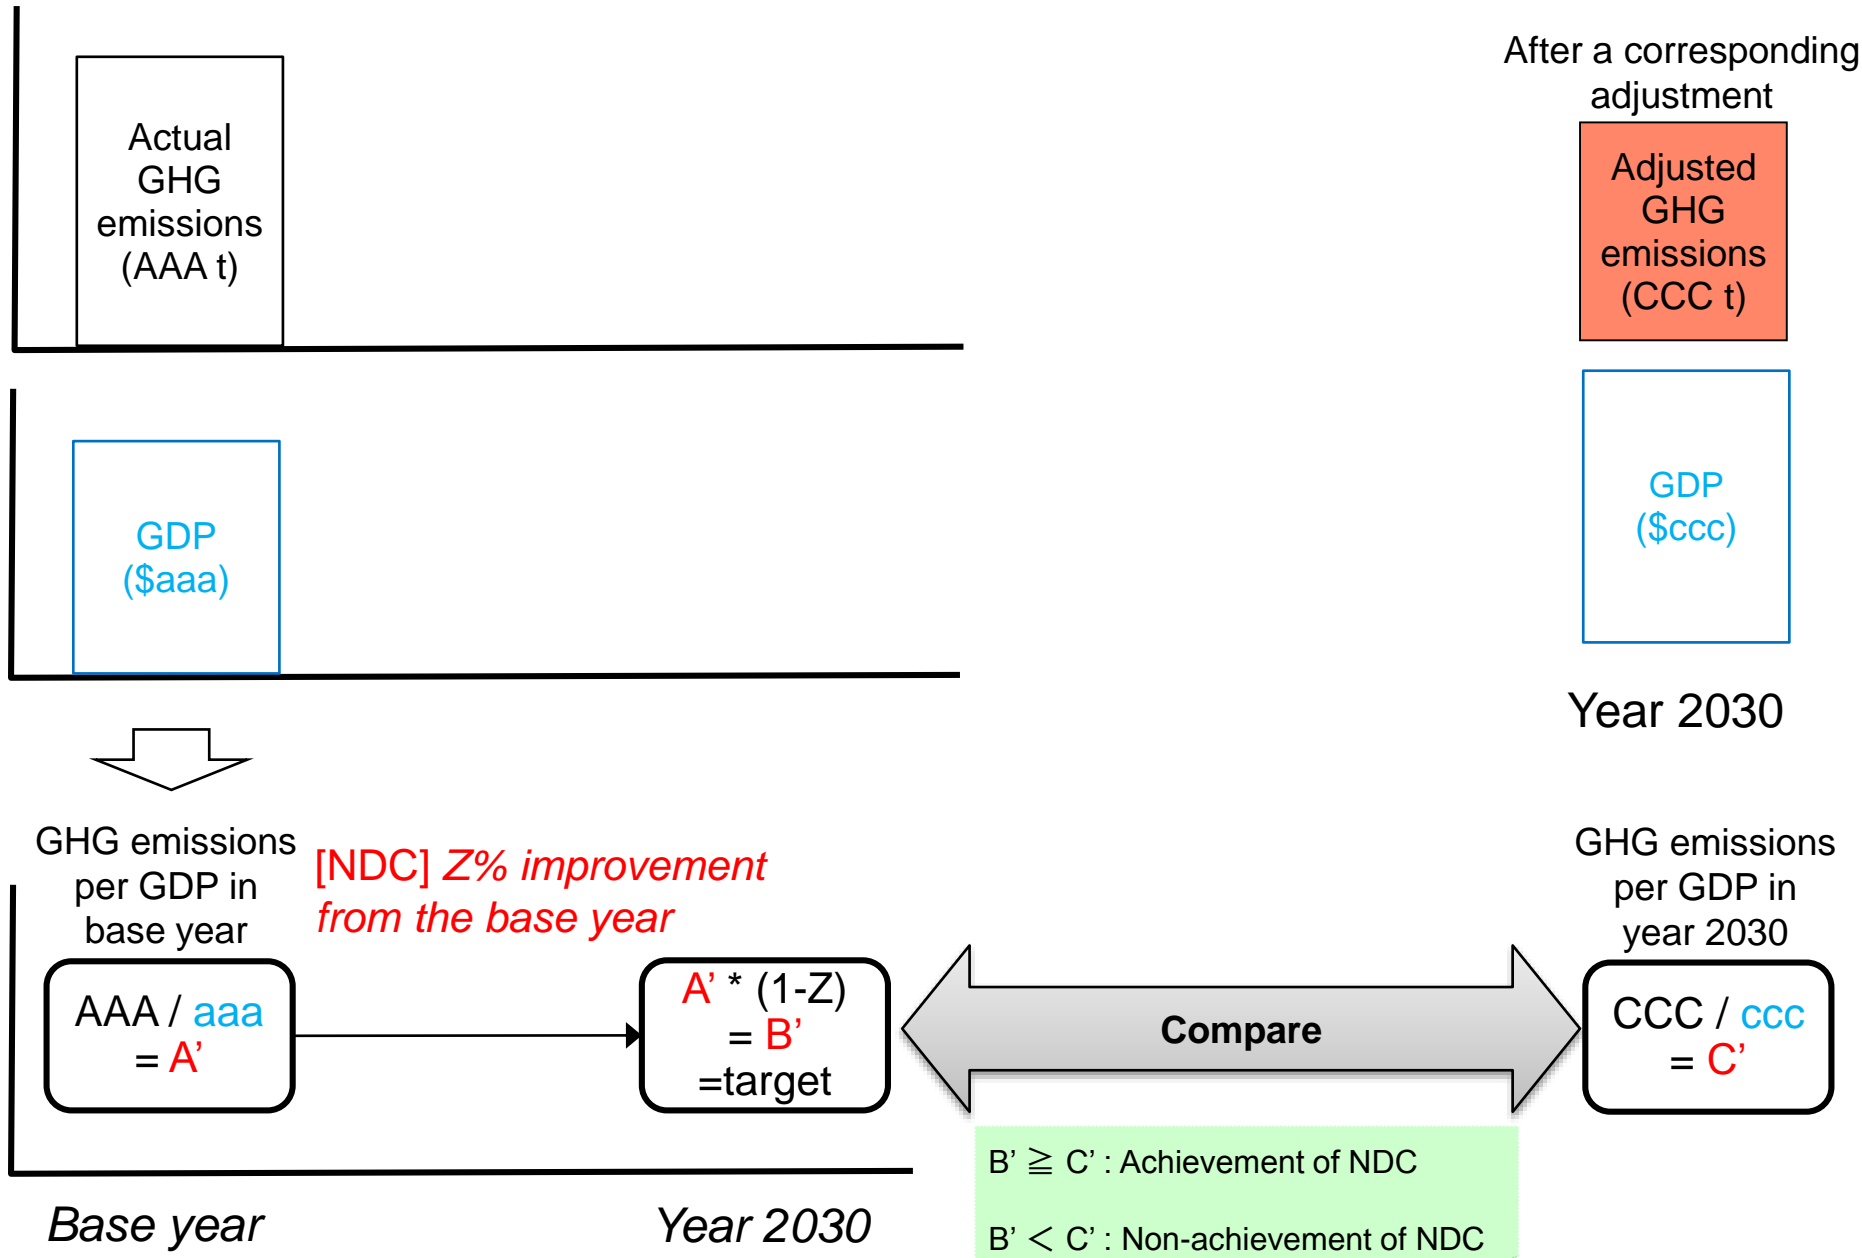 Actual
GHG
emissions
(AAA t)
After a corresponding
adjustment
Adjusted
GHG
emissions
(CCC t)
GDP
($aaa)
GDP
($ccc)
Year 2030
GHG emissions
per GDP in
base year
[NDC] Z% improvement
from the base year
GHG emissions
per GDP in
year 2030
AAA / aaa
= A’
A’ * (1-Z)
= B’
=target
Compare
CCC / ccc
= C’
B’ ≧ C’ : Achievement of NDC
B’ < C’ : Non-achievement of NDC
Base year
Year 2030